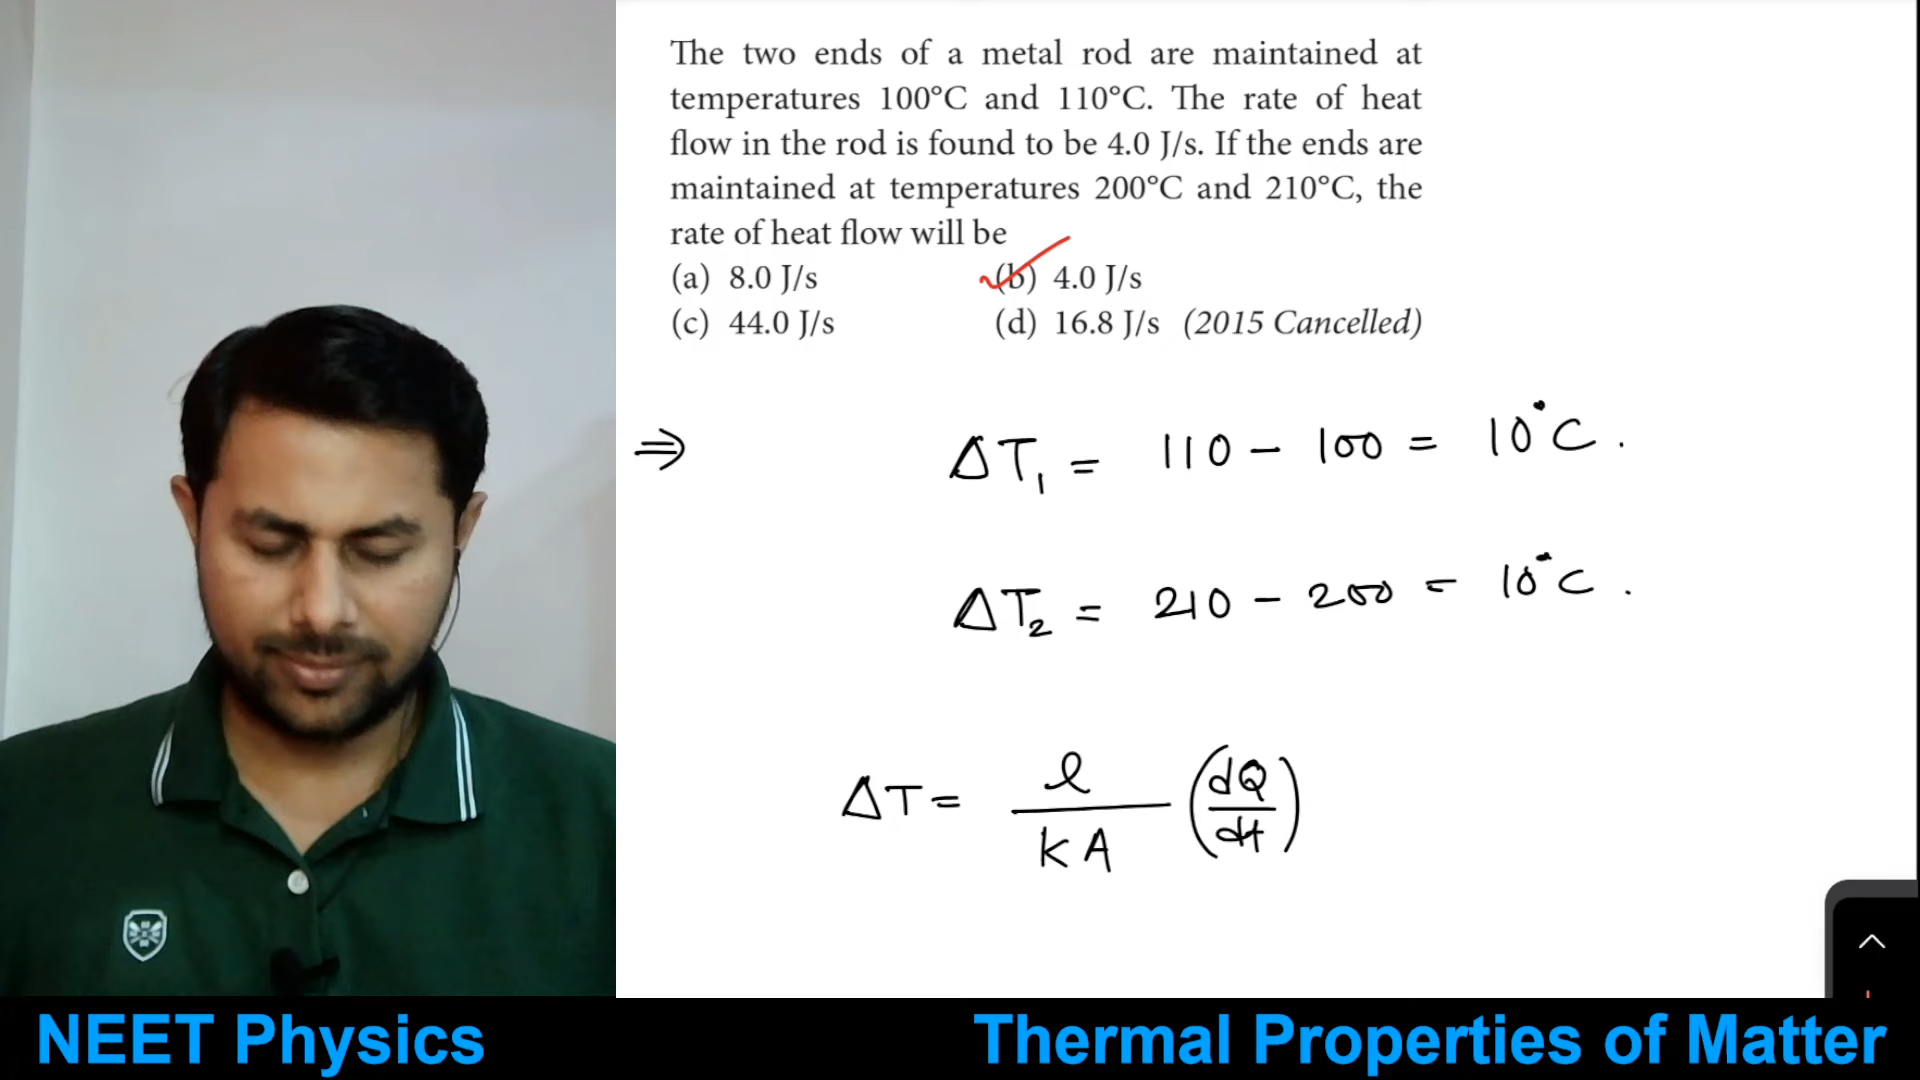 The two ends of a metal rod are maintained at
temperatures 100°C and 110°C. The rate of heat
flow in the rod is found to be 4.0 J/s. If the ends are
maintained at temperatures 200°C and 210°C, the
rate of heat flow will be
(a) 8.0 J/s (b) 4.0 J/s
(c) 44.0 J/s (d) 16.8 J/s (2015 Cancelled)
⇒ ΔT₁ = 110 - 100 = 10°C .
ΔT₂ = 210 - 200 = 10°C .
ΔT = l / kA (dQ/dt)
NEET Physics
Thermal Properties of Matter